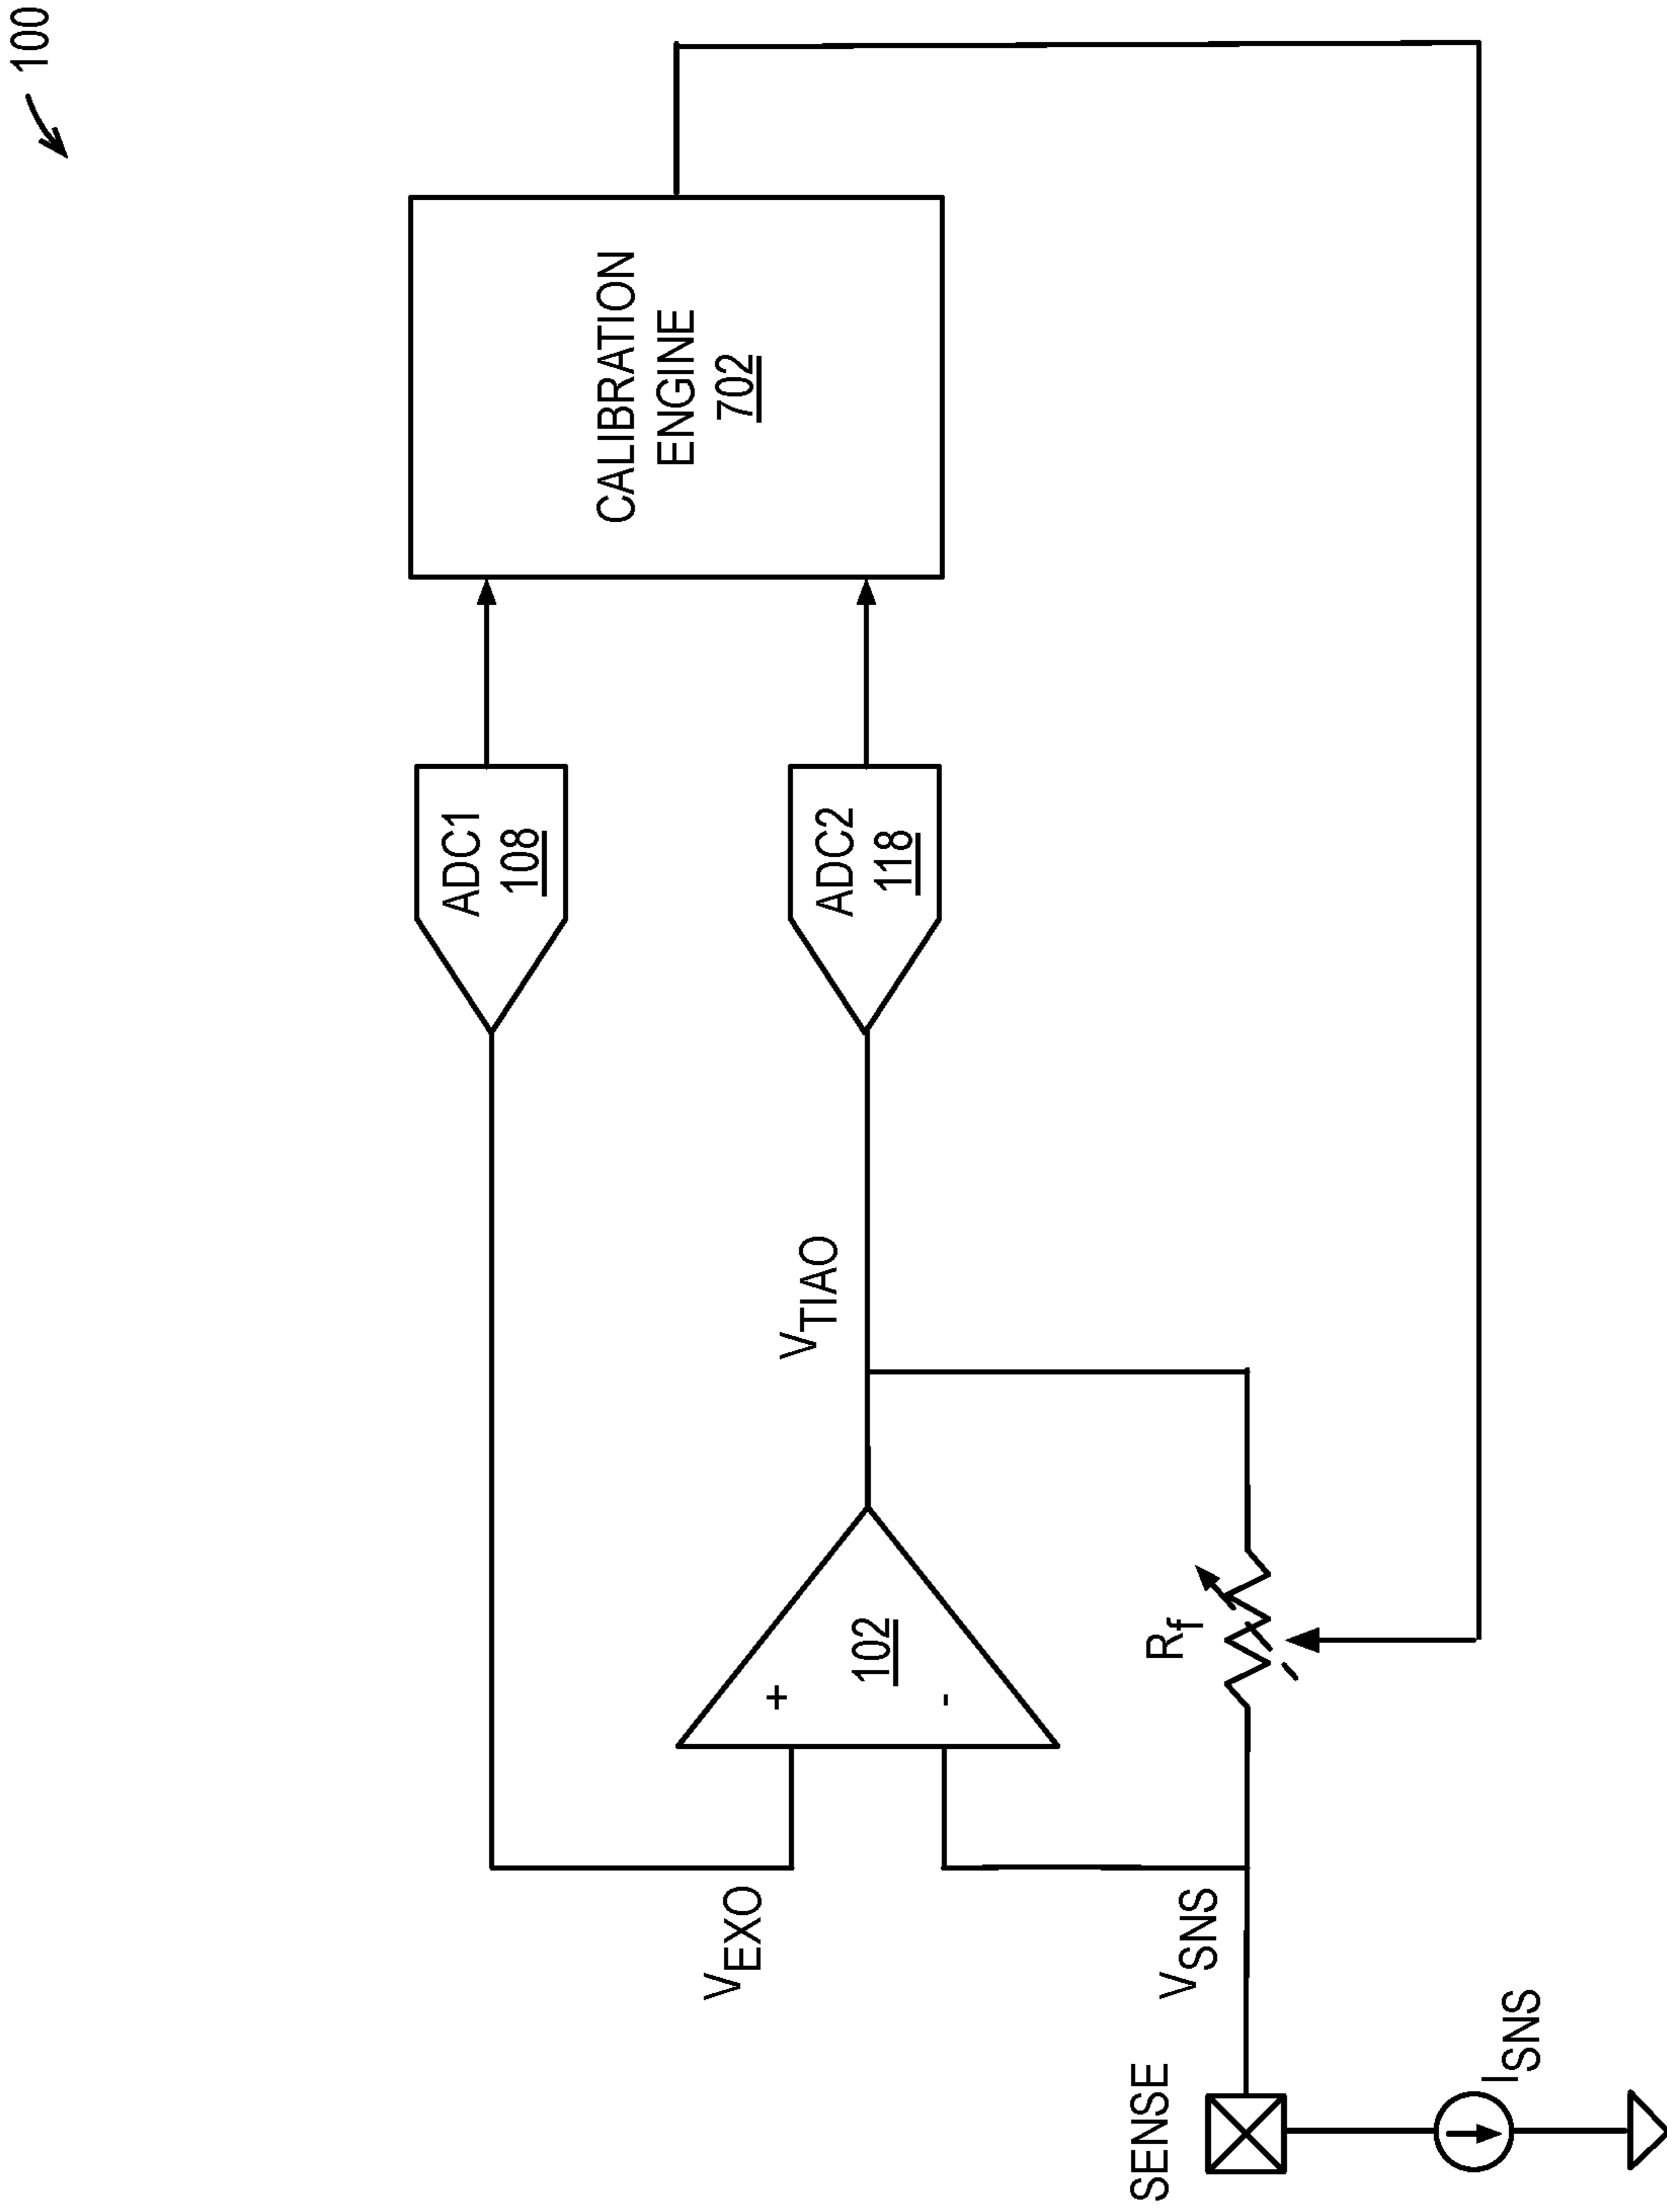 100
CALIBRATION
ENGINE
702
ADC1
108
ADC2
118
VTIAO
102
+
-
Rf
VEXO
VSNS
SENSE
ISNS